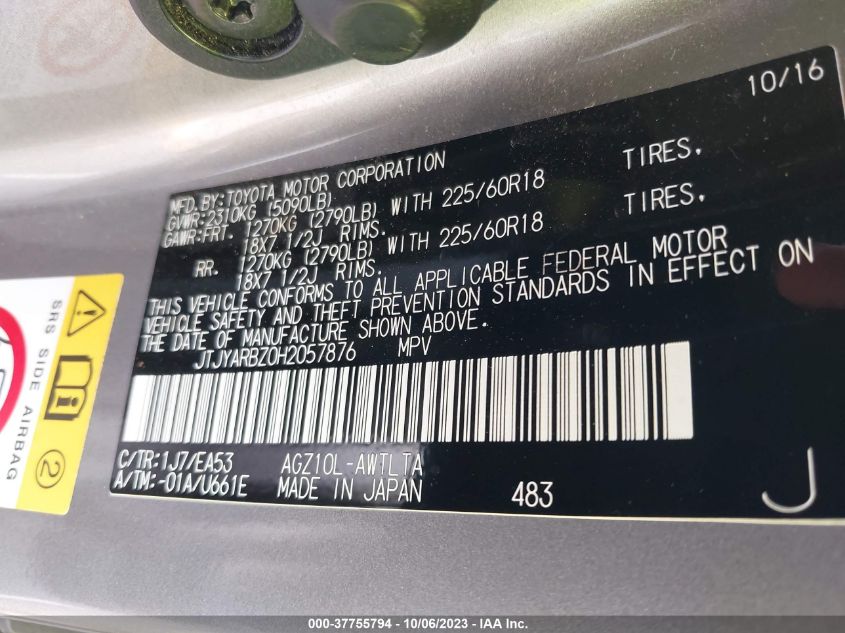 10/16
MFD.BY:TOYOTA MOTOR CORPORATION
GVWR:2310KG (5090LB)
GAWR:FRT. 1270KG (2790LB) WITH 225/60R18 TIRES.
18X7 1/2J RIMS.
RR. 1270KG (2790LB) WITH 225/60R18 TIRES.
18X7 1/2J RIMS.
THIS VEHICLE CONFORMS TO ALL APPLICABLE FEDERAL MOTOR
VEHICLE SAFETY AND THEFT PREVENTION STANDARDS IN EFFECT ON
THE DATE OF MANUFACTURE SHOWN ABOVE.
JTJYARBZ0H2057876 MPV
C/TR:1J7/EA53 AGZ10L-AWTLTA
A/TM:-01A/U661E MADE IN JAPAN 483
J
SRS SIDE AIRBAG
2
000-37755794 - 10/06/2023 - IAA Inc.